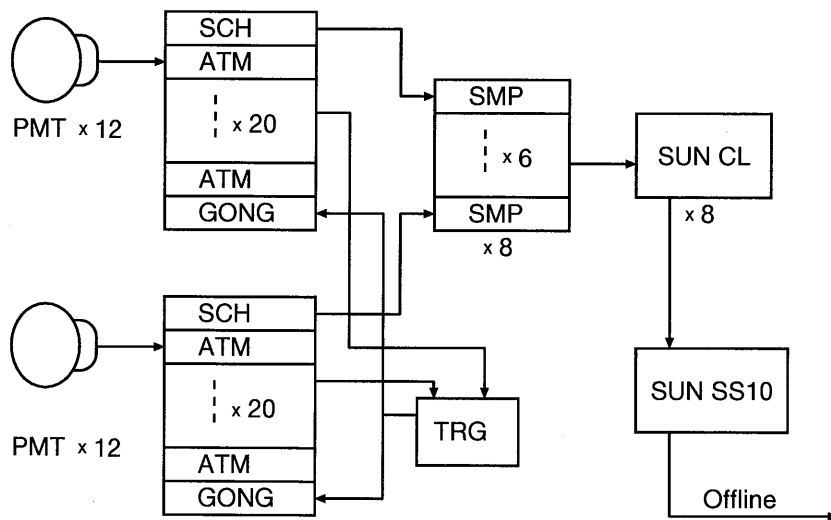 SCH
ATM
x 20
ATM
GONG
PMT x 12
SMP
x 6
SMP
x 8
SUN CL
x 8
SCH
ATM
x 20
ATM
GONG
PMT x 12
TRG
SUN SS10
Offline